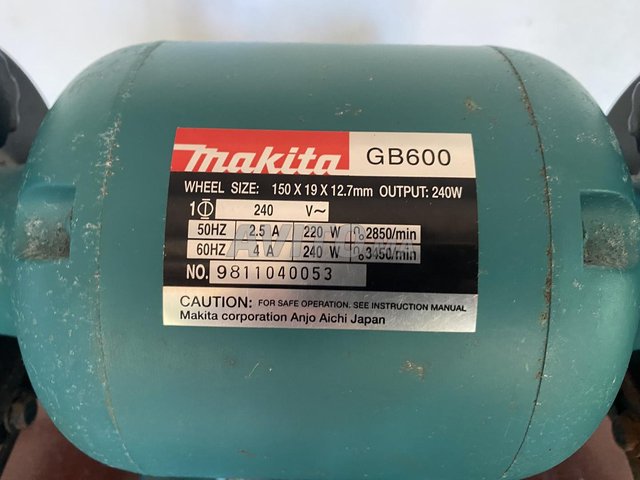 makita GB600
WHEEL SIZE: 150 X 19 X 12.7mm OUTPUT: 240W
1Φ 240 V~
50HZ 2.5 A 220 W 2850/min
60HZ 4 A 240 W 3450/min
NO. 9811040053
CAUTION: FOR SAFE OPERATION. SEE INSTRUCTION MANUAL
Makita corporation Anjo Aichi Japan